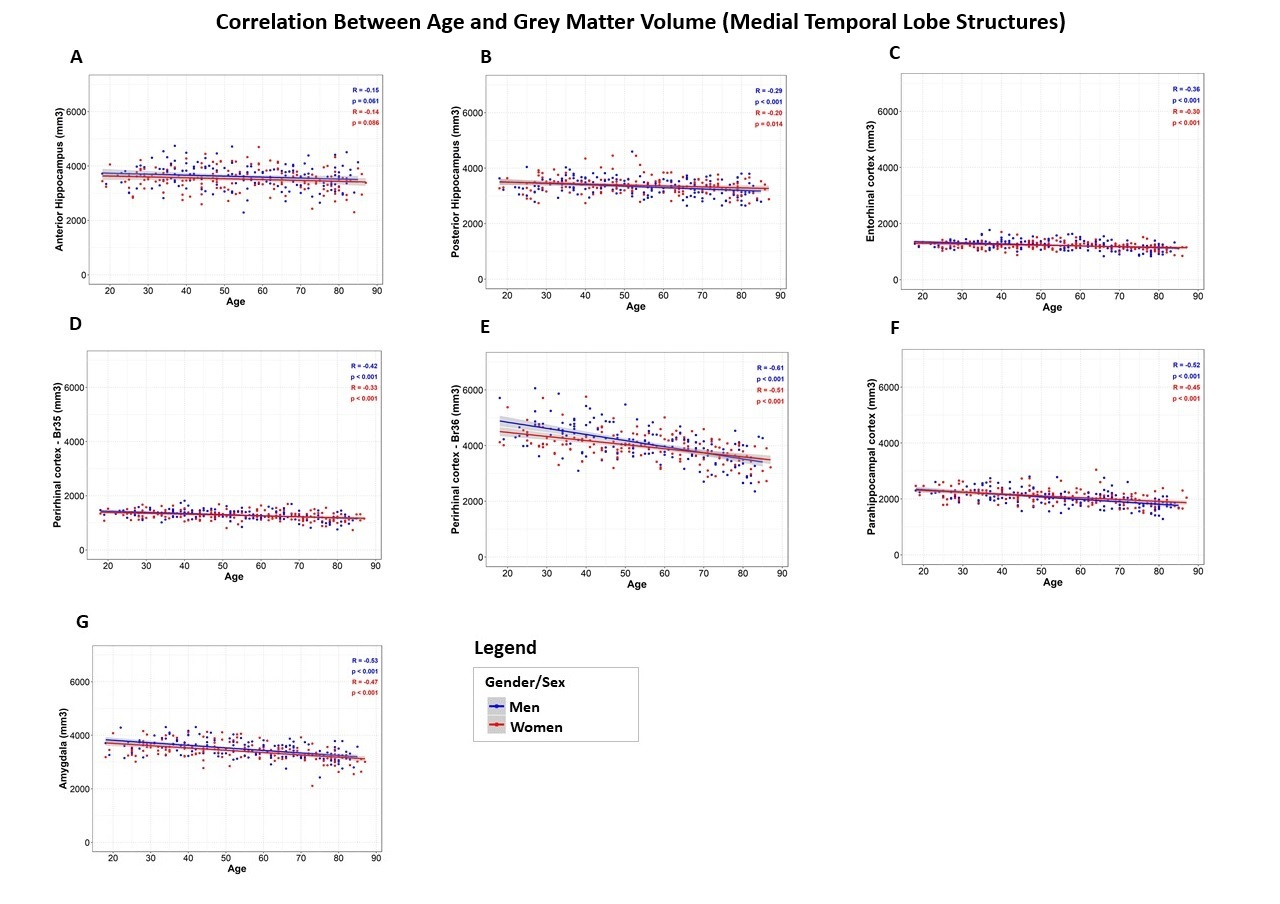 Correlation Between Age and Grey Matter Volume (Medial Temporal Lobe Structures)
A
Anterior Hippocampus (mm3)
6000
4000
2000
0
R = -0.15
p = 0.061
R = -0.14
p = 0.086
20 30 40 50 60 70 80 90
Age
B
Posterior Hippocampus (mm3)
6000
4000
2000
0
R = -0.29
p < 0.001
R = -0.20
p = 0.014
20 30 40 50 60 70 80 90
Age
C
Entorhinal cortex (mm3)
6000
4000
2000
0
R = -0.36
p < 0.001
R = -0.30
p < 0.001
20 30 40 50 60 70 80 90
Age
D
Perirhinal cortex - Br35 (mm3)
6000
4000
2000
0
R = -0.42
p < 0.001
R = -0.33
p < 0.001
20 30 40 50 60 70 80 90
Age
E
Perirhinal cortex - Br36 (mm3)
6000
4000
2000
0
R = -0.61
p < 0.001
R = -0.51
p < 0.001
20 30 40 50 60 70 80 90
Age
F
Parahippocampal cortex (mm3)
6000
4000
2000
0
R = -0.52
p < 0.001
R = -0.45
p < 0.001
20 30 40 50 60 70 80 90
Age
G
Amygdala (mm3)
6000
4000
2000
0
R = -0.53
p < 0.001
R = -0.47
p < 0.001
20 30 40 50 60 70 80 90
Age
Legend
Gender/Sex
Men
Women